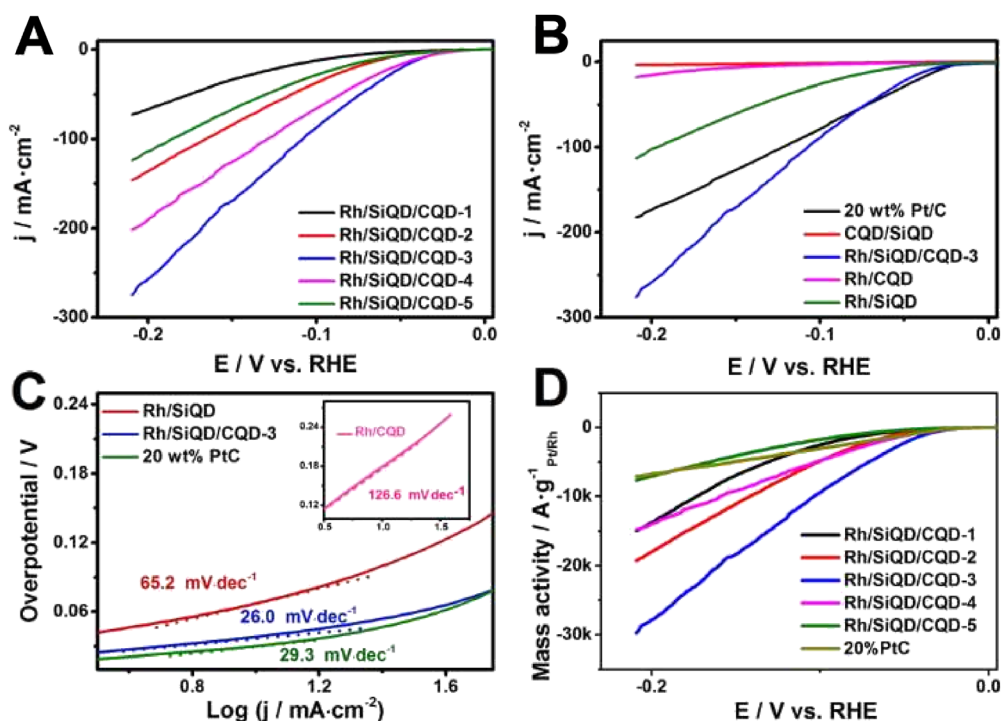 A
0
-100
-200
-300
j / mA·cm-2
-0.2
-0.1
0.0
E / V vs. RHE
Rh/SiQD/CQD-1
Rh/SiQD/CQD-2
Rh/SiQD/CQD-3
Rh/SiQD/CQD-4
Rh/SiQD/CQD-5
B
0
-100
-200
-300
j / mA·cm-2
-0.2
-0.1
0.0
E / V vs. RHE
20 wt% Pt/C
CQD/SiQD
Rh/SiQD/CQD-3
Rh/CQD
Rh/SiQD
C
0.24
0.18
0.12
0.06
Overpotential / V
0.8
1.2
1.6
Log (j / mA·cm-2)
Rh/SiQD
Rh/SiQD/CQD-3
20 wt% PtC
0.24
0.18
0.12
0.5
1.0
1.5
Rh/CQD
126.6 mV·dec-1
65.2 mV·dec-1
26.0 mV·dec-1
29.3 mV·dec-1
D
0
-10k
-20k
-30k
Mass activity / A·g-1 Pt/Rh
-0.2
-0.1
0.0
E / V vs. RHE
Rh/SiQD/CQD-1
Rh/SiQD/CQD-2
Rh/SiQD/CQD-3
Rh/SiQD/CQD-4
Rh/SiQD/CQD-5
20%PtC